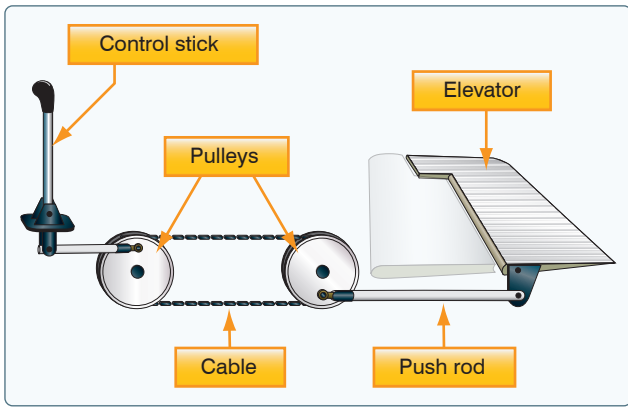 Control stick
Elevator
Pulleys
Cable
Push rod